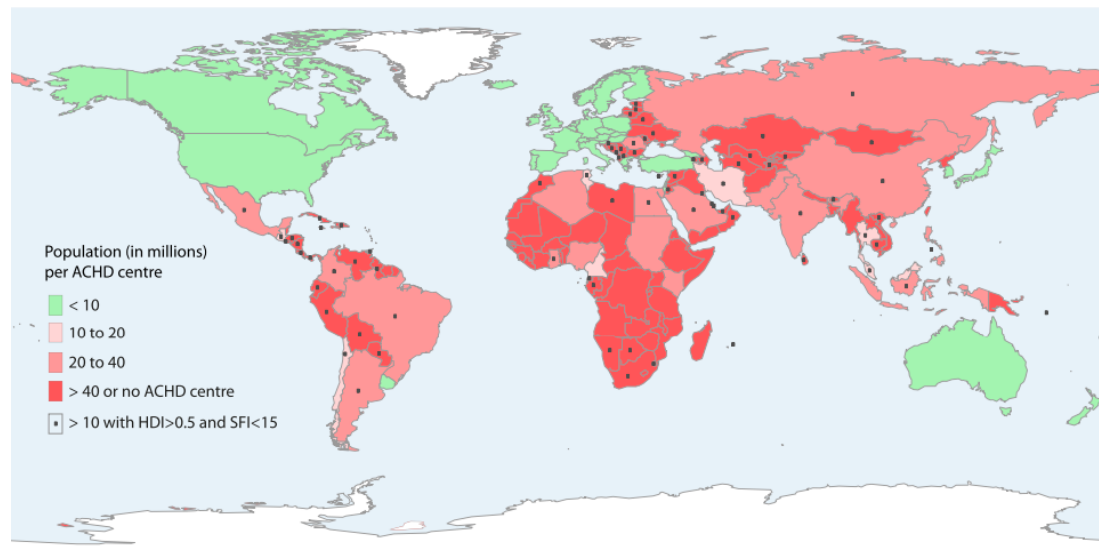 Population (in millions)
per ACHD centre
< 10
10 to 20
20 to 40
> 40 or no ACHD centre
> 10 with HDI>0.5 and SFI<15